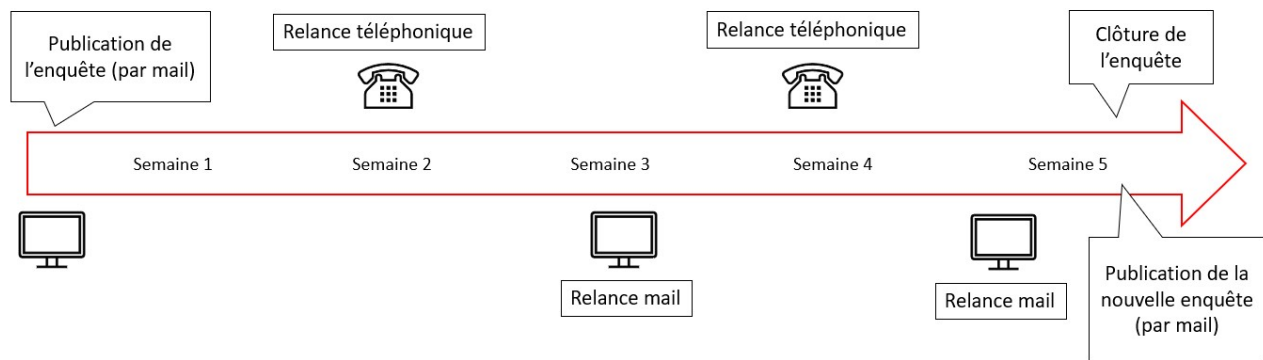 Publication de
l’enquête (par mail)
Relance téléphonique
Relance téléphonique
Clôture de
l’enquête
Semaine 1
Semaine 2
Semaine 3
Semaine 4
Semaine 5
Relance mail
Relance mail
Publication de la
nouvelle enquête
(par mail)